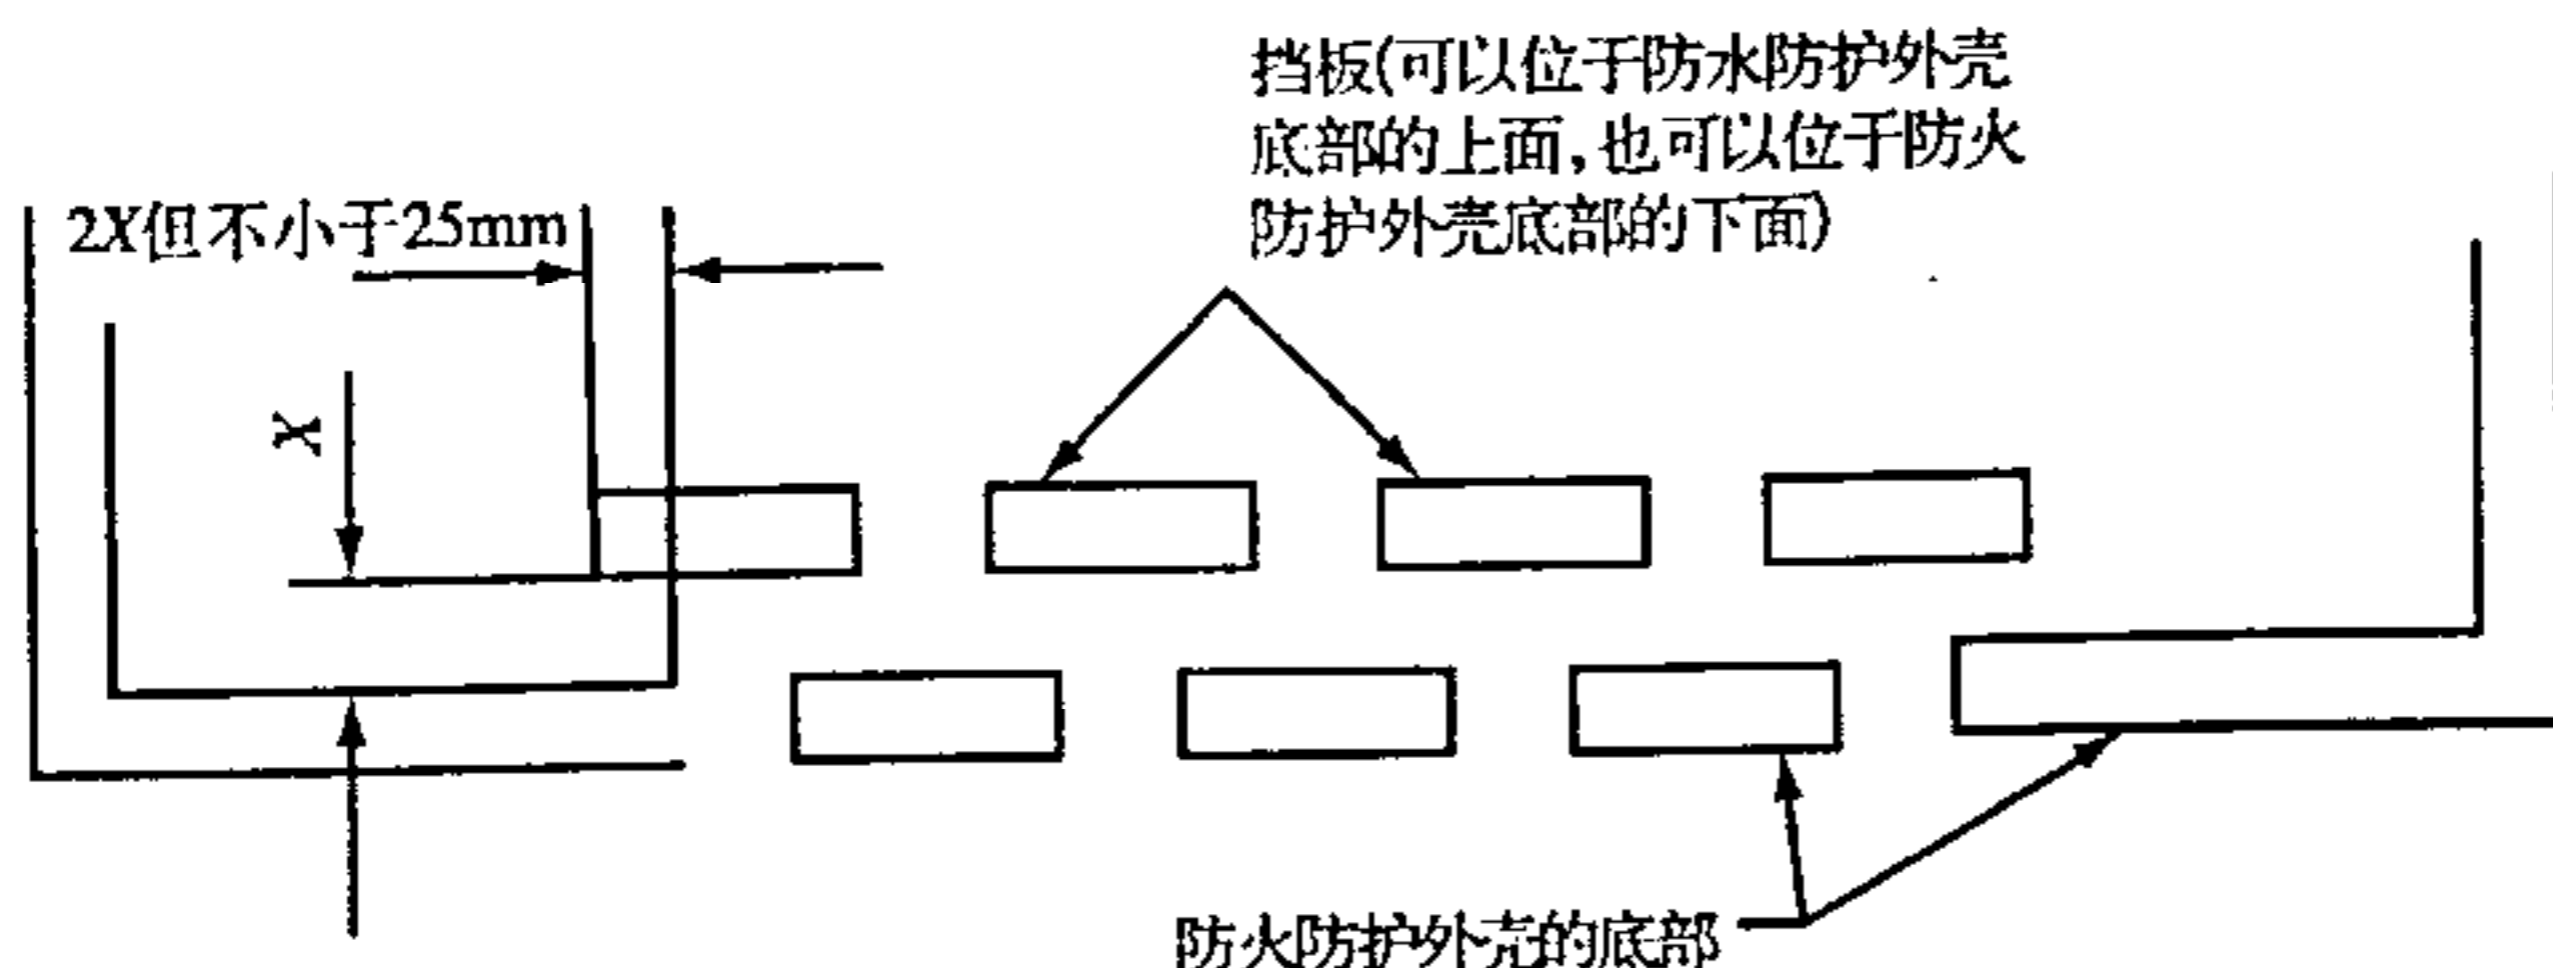 挡板(可以位于防水防护外壳
底部的上面,也可以位于防火
防护外壳底部的下面)
2X但不小于25mm
X
防火防护外壳的底部